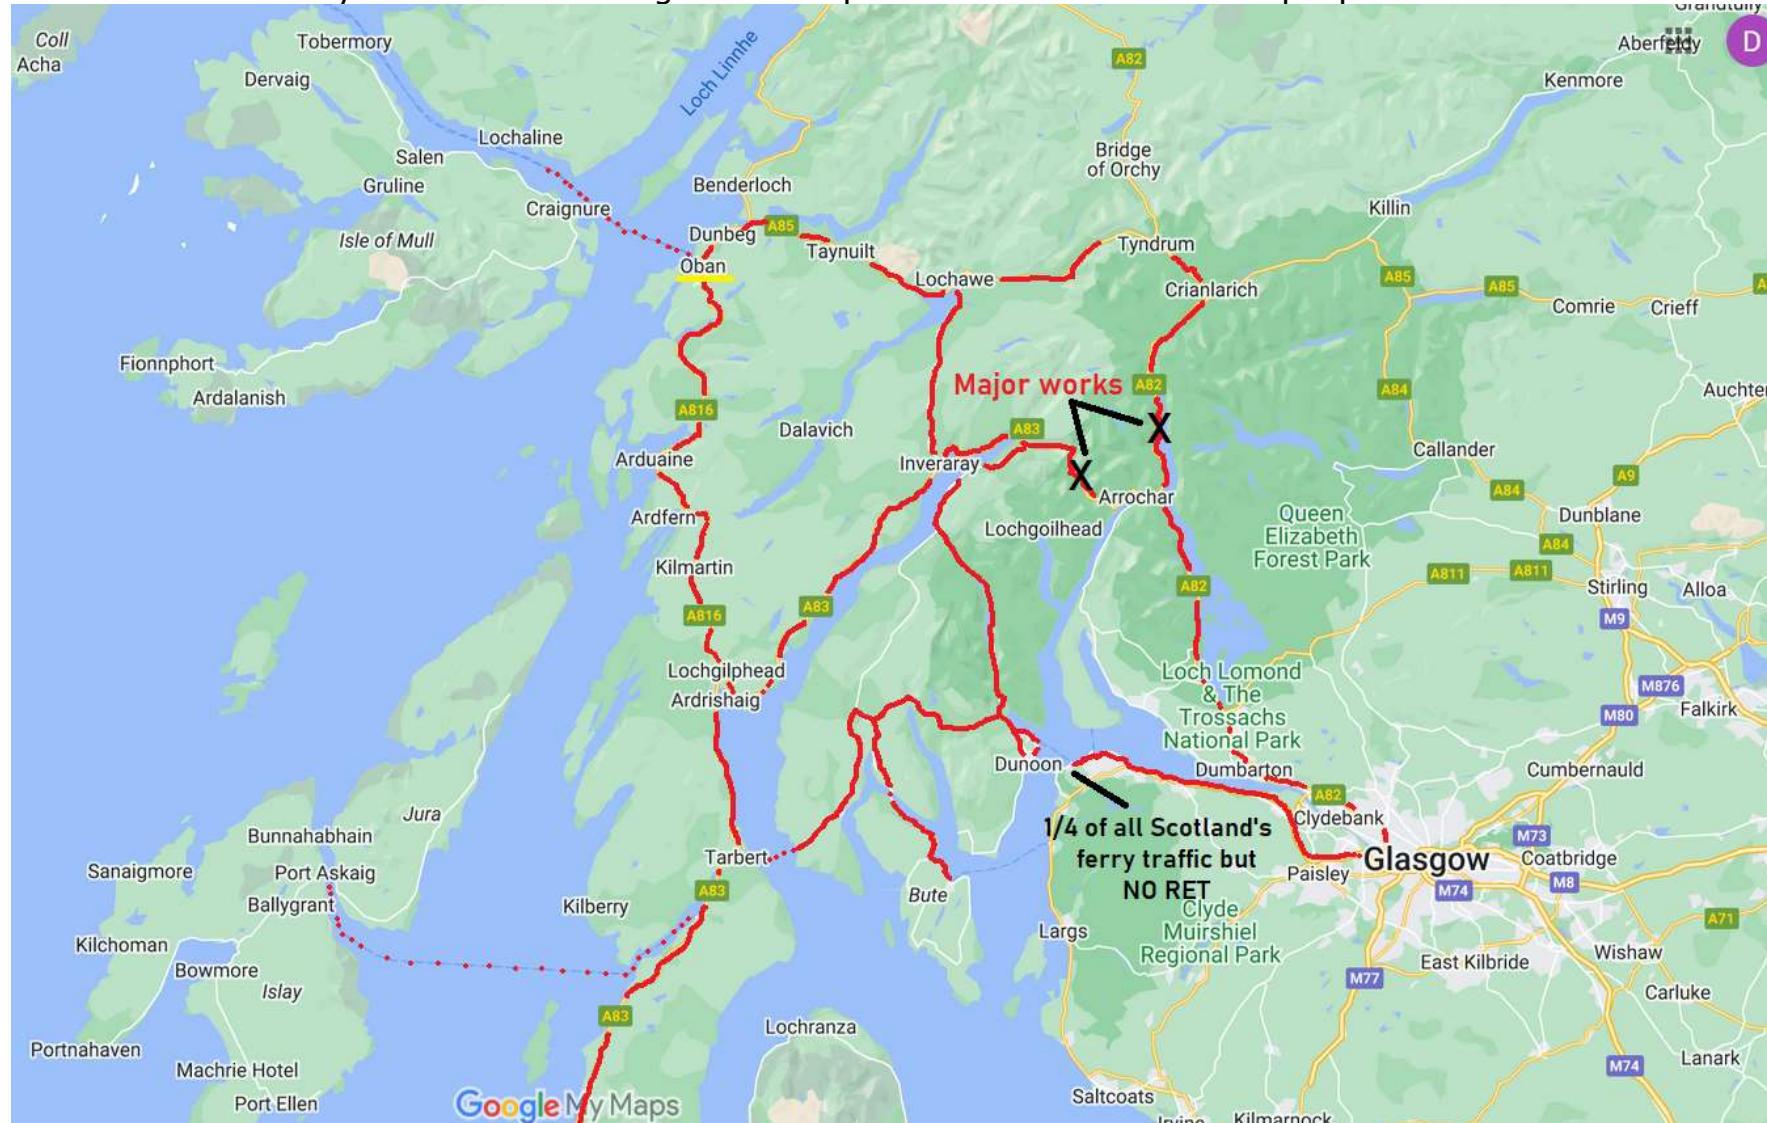 Grandtully
Coll
Acha
Tobermory
Dervaig
Loch Linnhe
A82
Aberfeldy
D
Kenmore
Lochaline
Salen
Gruline
Craignure
Isle of Mull
Benderloch
Bridge
of Orchy
Killin
Dunbeg
A85
Taynuilt
Tyndrum
Oban
Lochawe
Crianlarich
A85
A85
Comrie
Crieff
Fionnphort
Ardalanish
Major works
A82
A84
Auchter
A816
Dalavich
A83
Arduaine
Inveraray
X
X
Callander
A9
Arrochar
A84
Ardfern
Lochgoilhead
Queen
Elizabeth
Forest Park
Dunblane
A84
Kilmartin
A82
A811
A811
Stirling
Alloa
A816
A83
M9
Lochgilphead
Ardrishaig
Loch Lomond
& The
Trossachs
National Park
M876
M80
Falkirk
Dunoon
Dumbarton
Cumbernauld
A82
Clydebank
Jura
Bunnahabhain
Port Askaig
Ballygrant
Sanaigmore
Tarbert
1/4 of all Scotland's
ferry traffic but
NO RET
M73
Glasgow
Coatbridge
Paisley
M74
M8
A83
Kilberry
Bute
Clyde
Muirshiel
Regional Park
A71
Kilchoman
Bowmore
Islay
Largs
East Kilbride
Wishaw
M77
Carluke
A83
Lochranza
Portnahaven
Machrie Hotel
Port Ellen
Google My Maps
M74
Lanark
Saltcoats
Irvine
Kilmarnock